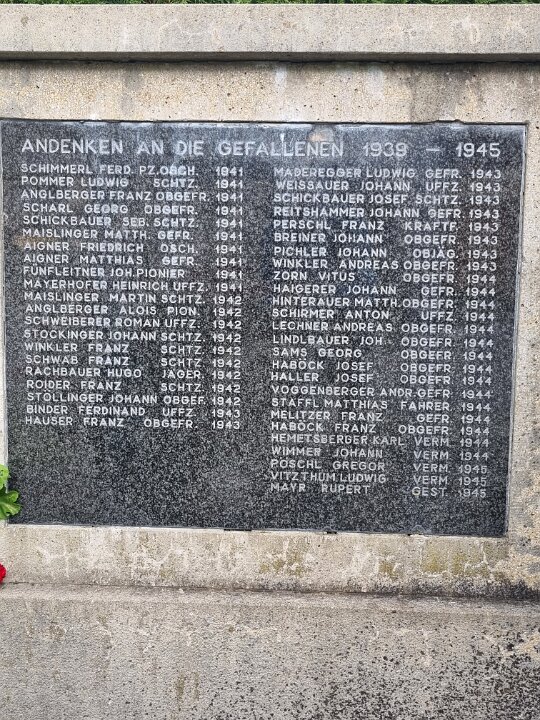 ANDENKEN AN DIE GEFALLENEN 1939 – 1945
SCHIMMERL FERD. PZ.OSCH. 1941
POMMER LUDWIG SCHTZ. 1941
ANGLBERGER FRANZ OBGEFR. 1941
SCHARL GEORG OBGEFR. 1941
SCHICKBAUER SEB. SCHTZ. 1941
MAISLINGER MATTH. GEFR. 1941
AIGNER FRIEDRICH OSCH. 1941
AIGNER MATTHIAS GEFR. 1941
FÜNFLEITNER JOH. PIONIER 1941
MAYERHOFER HEINRICH UFFZ. 1941
MAISLINGER MARTIN SCHTZ. 1942
ANGLBERGER ALOIS PION. 1942
SCHWEIBERER ROMAN UFFZ. 1942
STOCKINGER JOHANN SCHTZ. 1942
WINKLER FRANZ SCHTZ. 1942
SCHWAB FRANZ SCHTZ. 1942
RACHBAUER HUGO JÄGER 1942
ROIDER FRANZ SCHTZ. 1942
STÖLLINGER JOHANN OBGEF. 1942
BINDER FERDINAND UFFZ. 1943
HAUSER FRANZ OBGEFR. 1943
MADEREGGER LUDWIG GEFR. 1943
WEISSAUER JOHANN UFFZ. 1943
SCHICKBAUER JOSEF SCHTZ. 1943
REITSHAMMER JOHANN GEFR. 1943
PERSCHL FRANZ KRAFTF. 1943
BREINER JOHANN OBGEFR. 1943
PICHLER JOHANN OBJÄG. 1943
WINKLER ANDREAS OBGEFR. 1943
ZORN VITUS OBGEFR. 1944
HAIGERER JOHANN GEFR. 1944
HINTERAUER MATTH. OBGEFR. 1944
SCHIRMER ANTON UFFZ. 1944
LECHNER ANDREAS OBGEFR. 1944
LINDLBAUER JOH. OBGEFR. 1944
SAMS GEORG OBGEFR. 1944
HABÖCK JOSEF OBGEFR. 1944
HALLER JOSEF OBGEFR. 1944
VOGGENBERGER ANDR. GEFR. 1944
STAFFL MATTHIAS FAHRER. 1944
MELITZER FRANZ GEFR. 1944
HABÖCK FRANZ OBGEFR. 1944
HEMETSBERGER KARL VERM. 1944
WIMMER JOHANN VERM. 1944
PÖSCHL GREGOR VERM. 1945
VITZTHUM LUDWIG VERM. 1945
MAYR RUPERT GEST. 1945